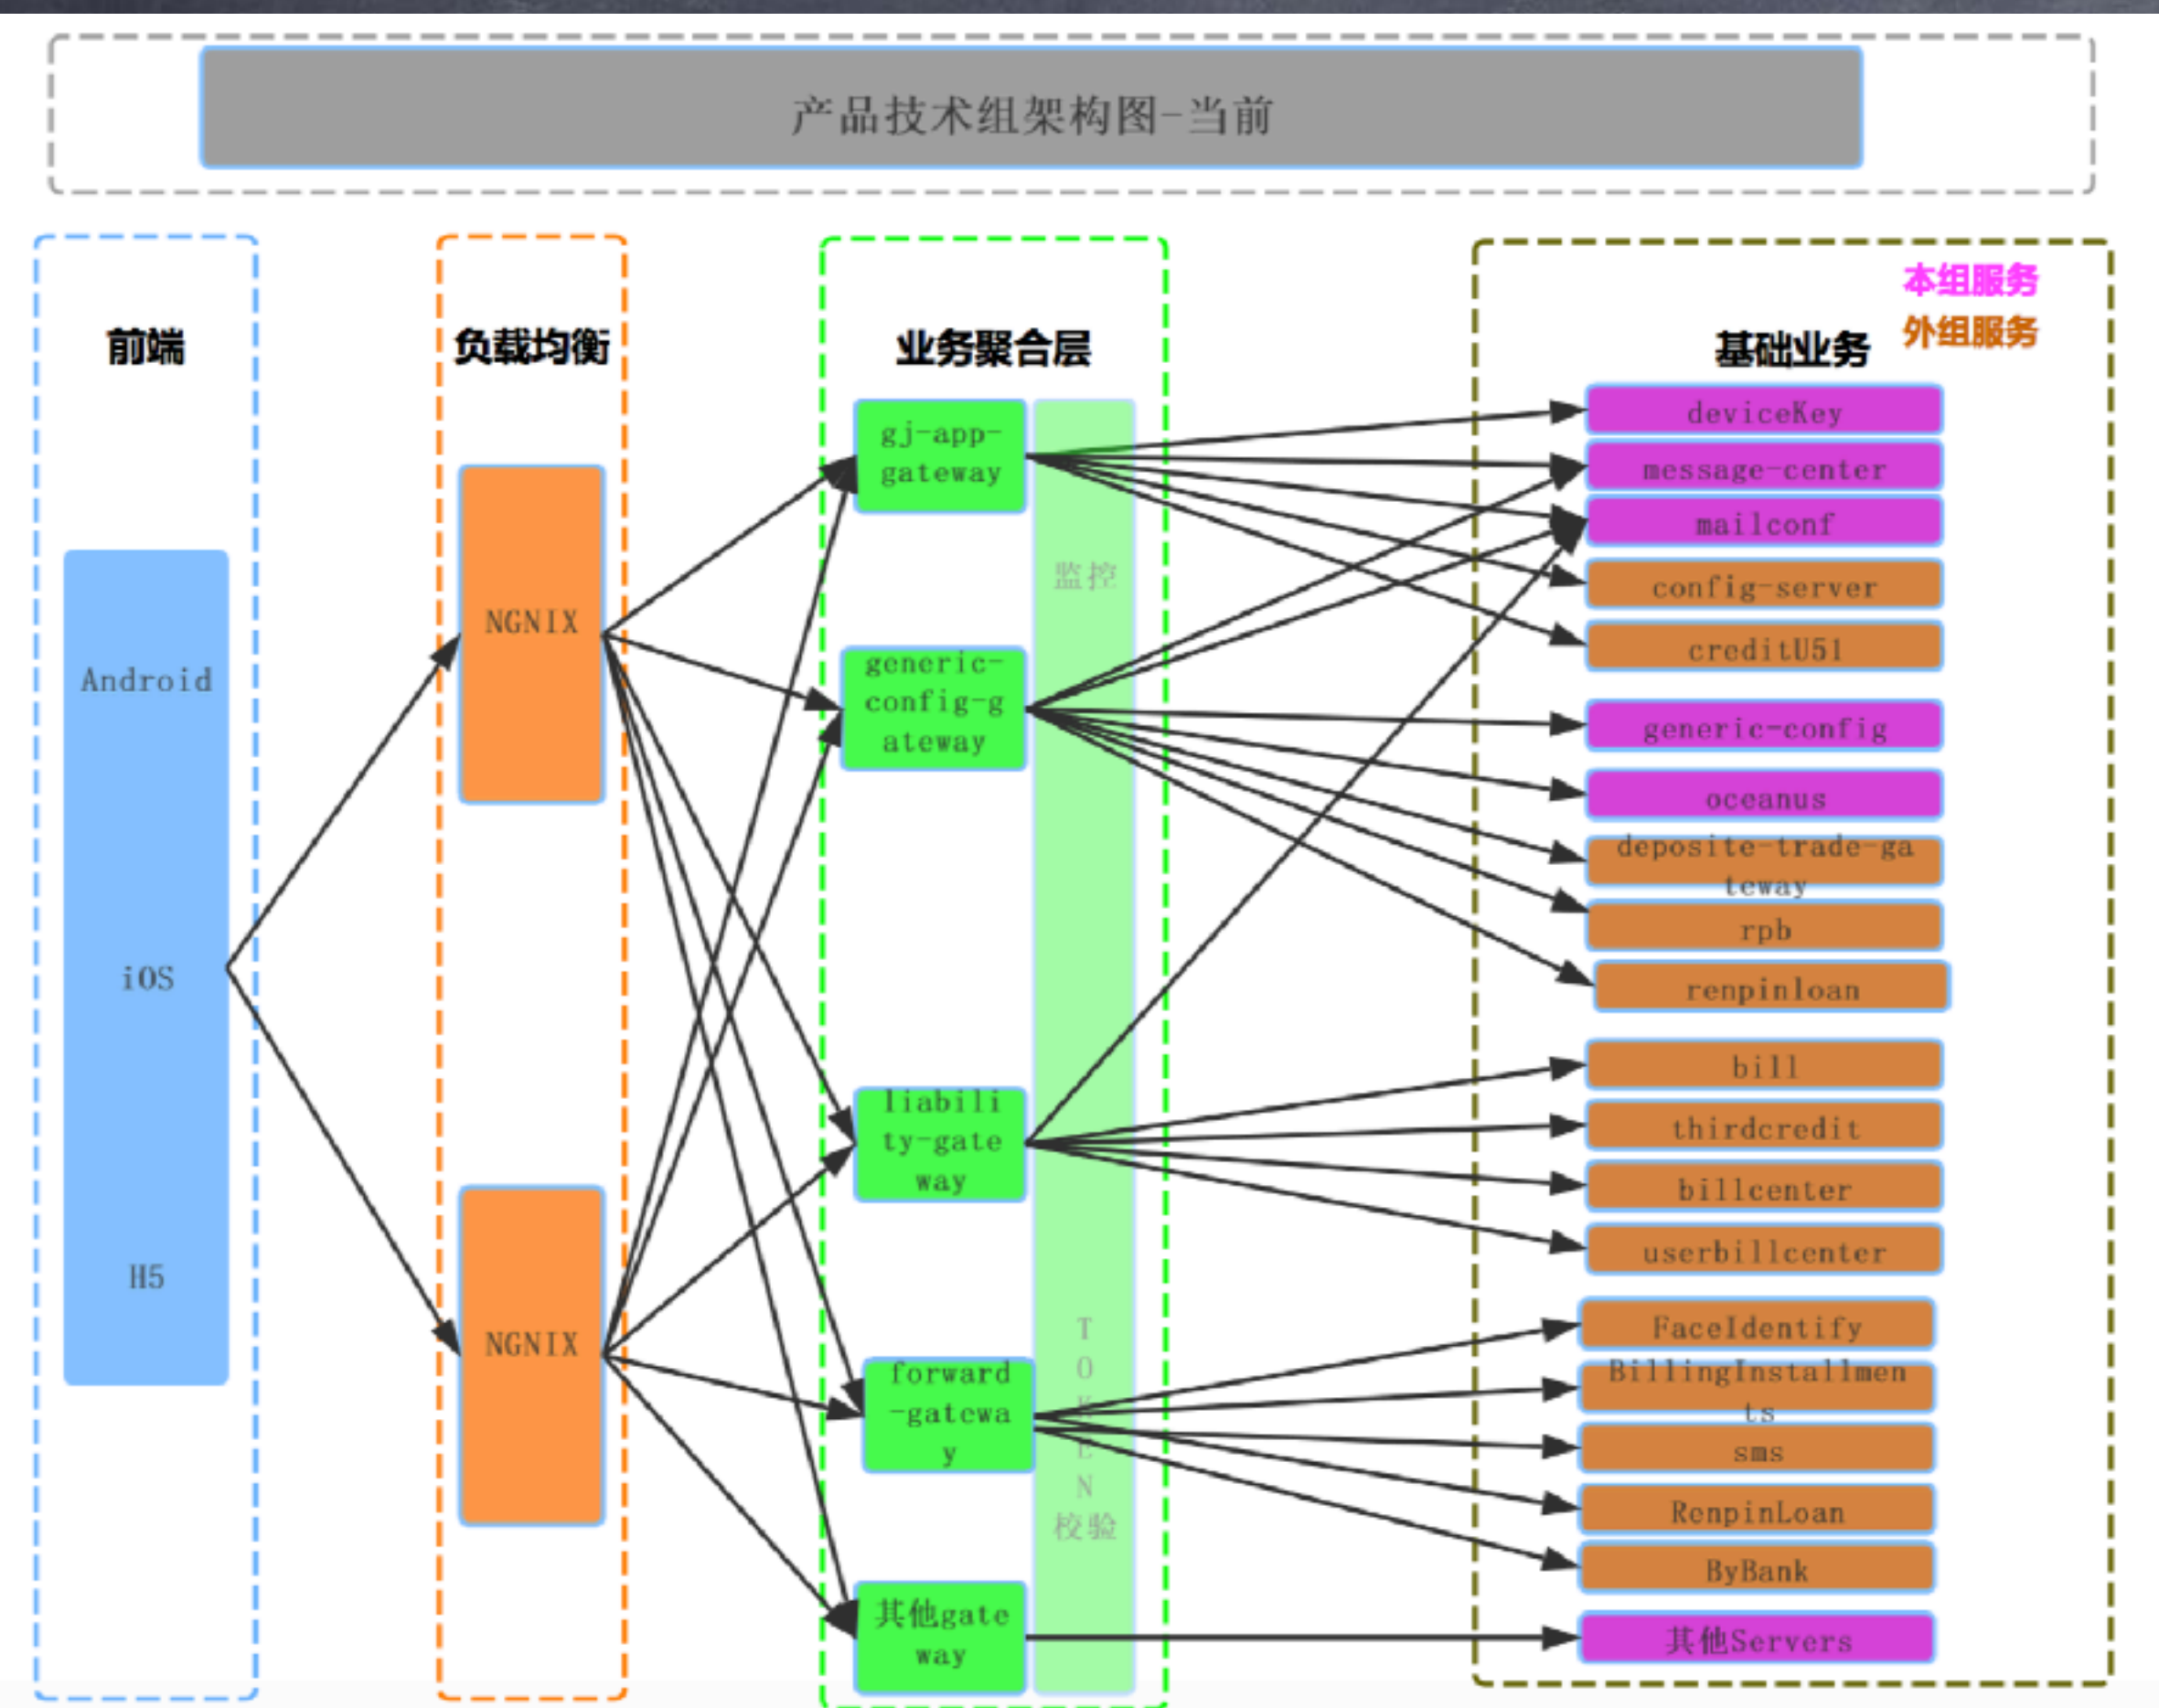 产品技术组架构图-当前
前端
Android
iOS
H5
负载均衡
NGNIX
NGNIX
业务聚合层
gj-app-
gateway
generic-
config-g
ateway
liabili
ty-gate
way
forward
-gatewa
y
其他gate
way
监控
T
O
K
E
N
校验
本组服务
外组服务
基础业务
deviceKey
message-center
mailconf
config-server
creditU51
generic-config
oceanus
deposite-trade-ga
teway
rpb
renpinloan
bill
thirdcredit
billcenter
userbillcenter
FaceIdentify
BillingInstallmen
ts
sms
RenpinLoan
ByBank
其他Servers